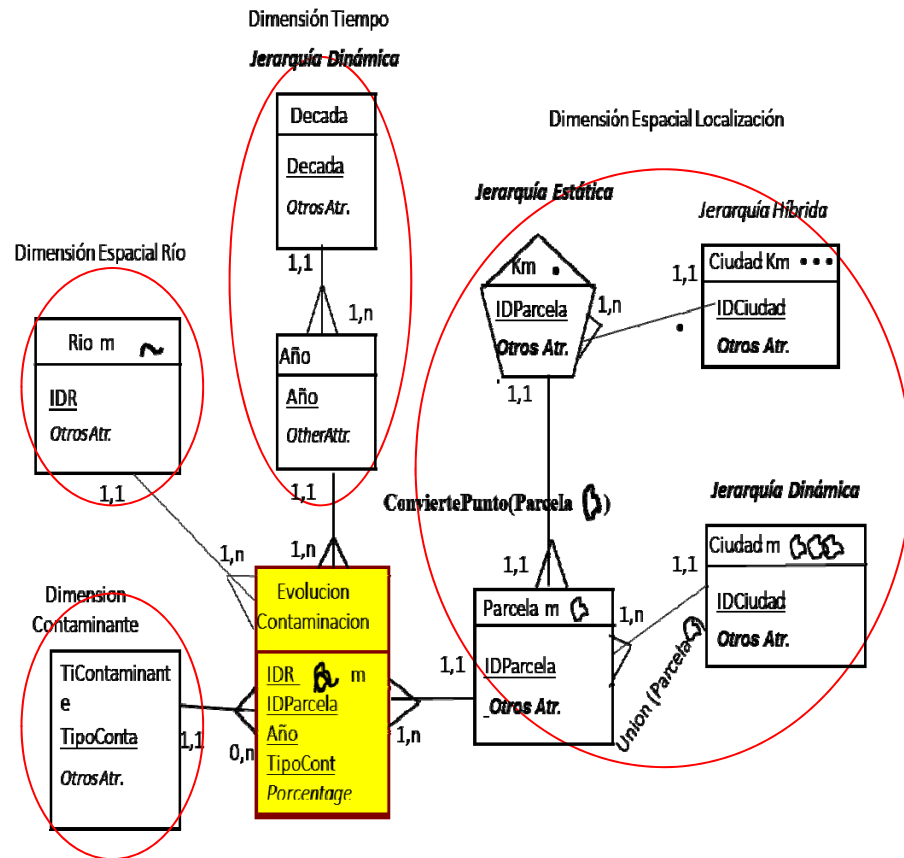 Dimensión Tiempo
Jerarquía Dinámica
Decada
Decada
OtrosAtr.
1,1
1,n
Año
Año
OtherAttr.
1,1
1,n
Dimensión Espacial Río
Rio m
IDR
OtrosAtr.
1,1
1,n
Dimension
Contaminante
TiContaminant
e
TipoConta
OtrosAtr.
1,1
0,n
Evolucion
Contaminacion
IDR m
IDParcela
Año
TipoCont
Porcentage
1,n
1,1
Dimensión Espacial Localización
Jerarquía Estática
Km
IDParcela
Otros Atr.
1,1
1,n
Jerarquía Híbrida
1,1
Ciudad Km
IDCiudad
Otros Atr.
ConviertePunto(Parcela )
1,1
Parcela m
IDParcela
_Otros Atr.
1,n
Jerarquía Dinámica
1,1
Ciudad m
IDCiudad
Otros Atr.
Union (Parcela )